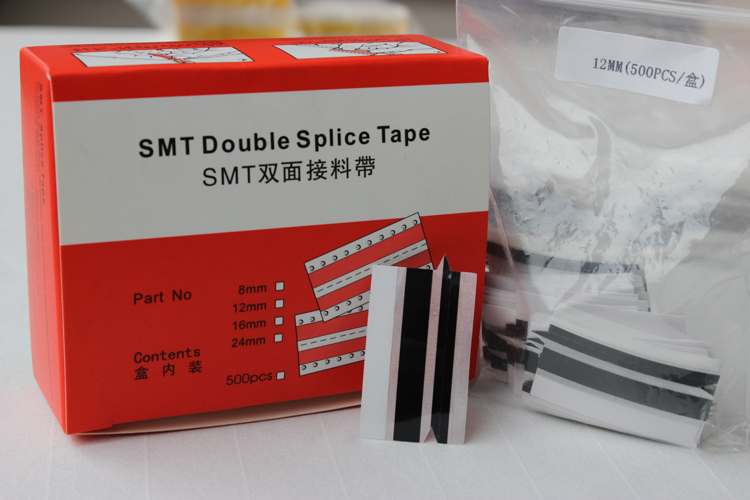 SMT Double Splice Tape
SMT双面接料帶
Part No
8mm
12mm
16mm
24mm
Contents
盒内装
500pcs
12MM(500PCS/盒)